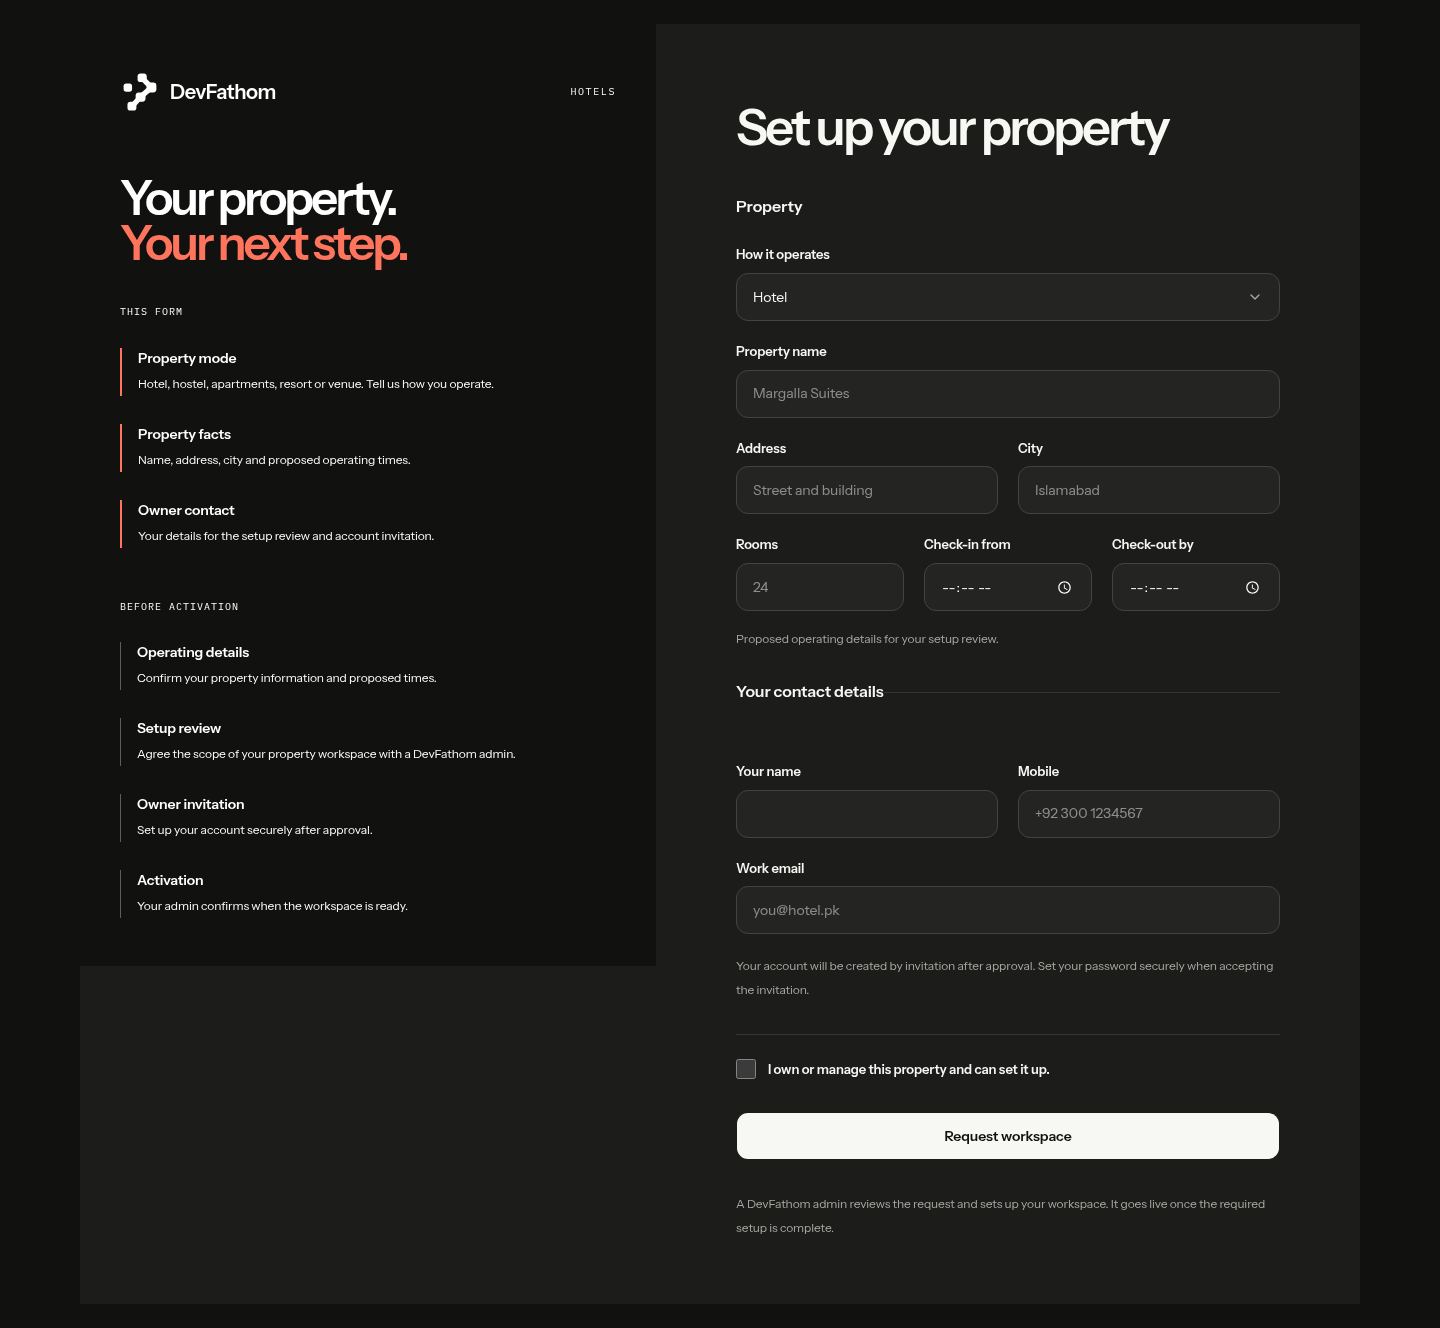 DevFathom
HOTELS
Your property.
Your next step.
THIS FORM
Property mode
Hotel, hostel, apartments, resort or venue. Tell us how you operate.
Property facts
Name, address, city and proposed operating times.
Owner contact
Your details for the setup review and account invitation.
BEFORE ACTIVATION
Operating details
Confirm your property information and proposed times.
Setup review
Agree the scope of your property workspace with a DevFathom admin.
Owner invitation
Set up your account securely after approval.
Activation
Your admin confirms when the workspace is ready.
Set up your property
Property
How it operates
Hotel
Property name
Margalla Suites
Address City
Street and building Islamabad
Rooms Check-in from Check-out by
24 --:-- -- --:-- --
Proposed operating details for your setup review.
Your contact details
Your name Mobile
+92 300 1234567
Work email
you@hotel.pk
Your account will be created by invitation after approval. Set your password securely when accepting
the invitation.
I own or manage this property and can set it up.
Request workspace
A DevFathom admin reviews the request and sets up your workspace. It goes live once the required
setup is complete.